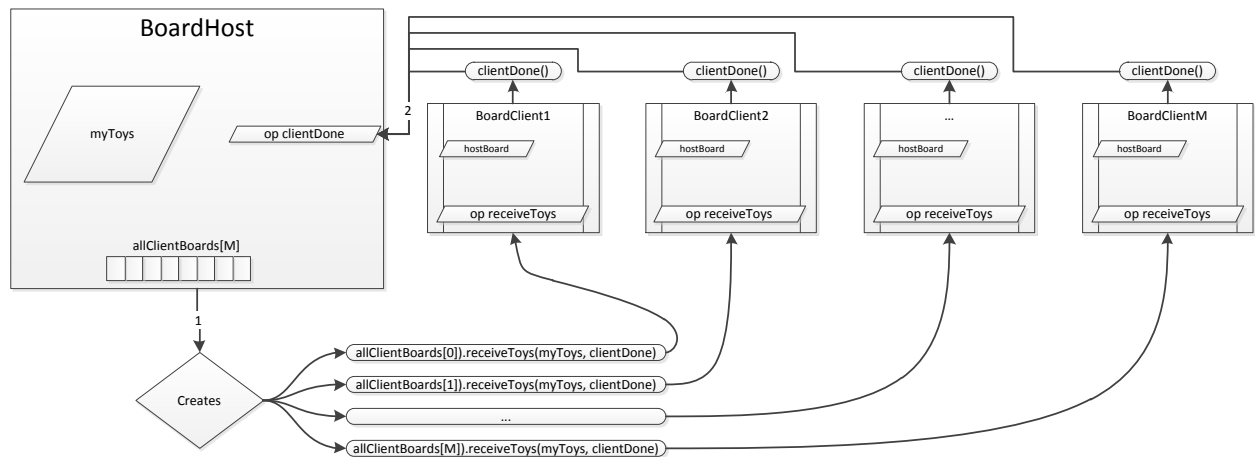 BoardHost
myToys
op clientDone
allClientBoards[M]
2
clientDone()
clientDone()
clientDone()
clientDone()
BoardClient1
BoardClient2
...
BoardClientM
hostBoard
hostBoard
hostBoard
hostBoard
op receiveToys
op receiveToys
op receiveToys
op receiveToys
1
Creates
allClientBoards[0]).receiveToys(myToys, clientDone)
allClientBoards[1]).receiveToys(myToys, clientDone)
...
allClientBoards[M]).receiveToys(myToys, clientDone)